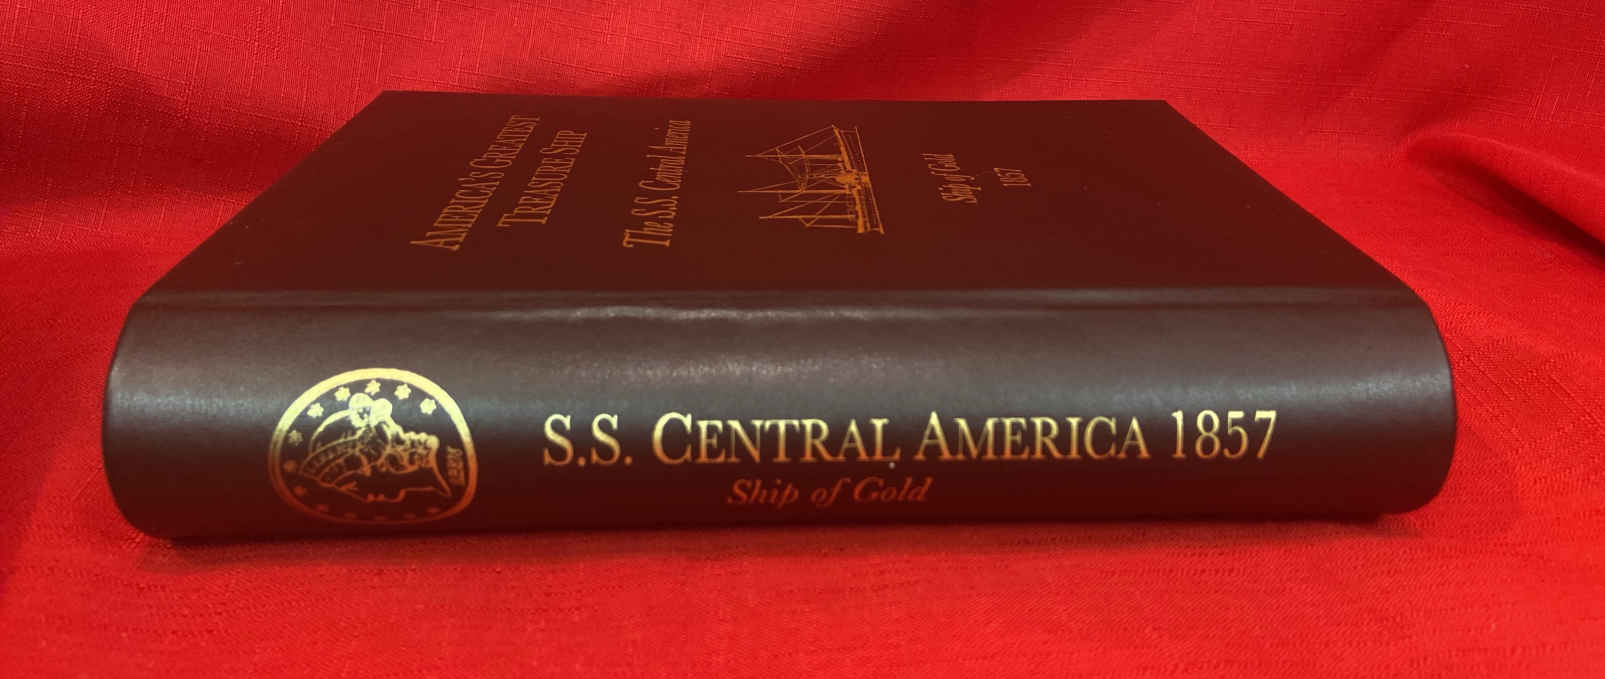 AMERICA'S GREATEST
TREASURE SHIP
The S.S. Central America
Ship of Gold
1857
S.S. CENTRAL AMERICA 1857
Ship of Gold